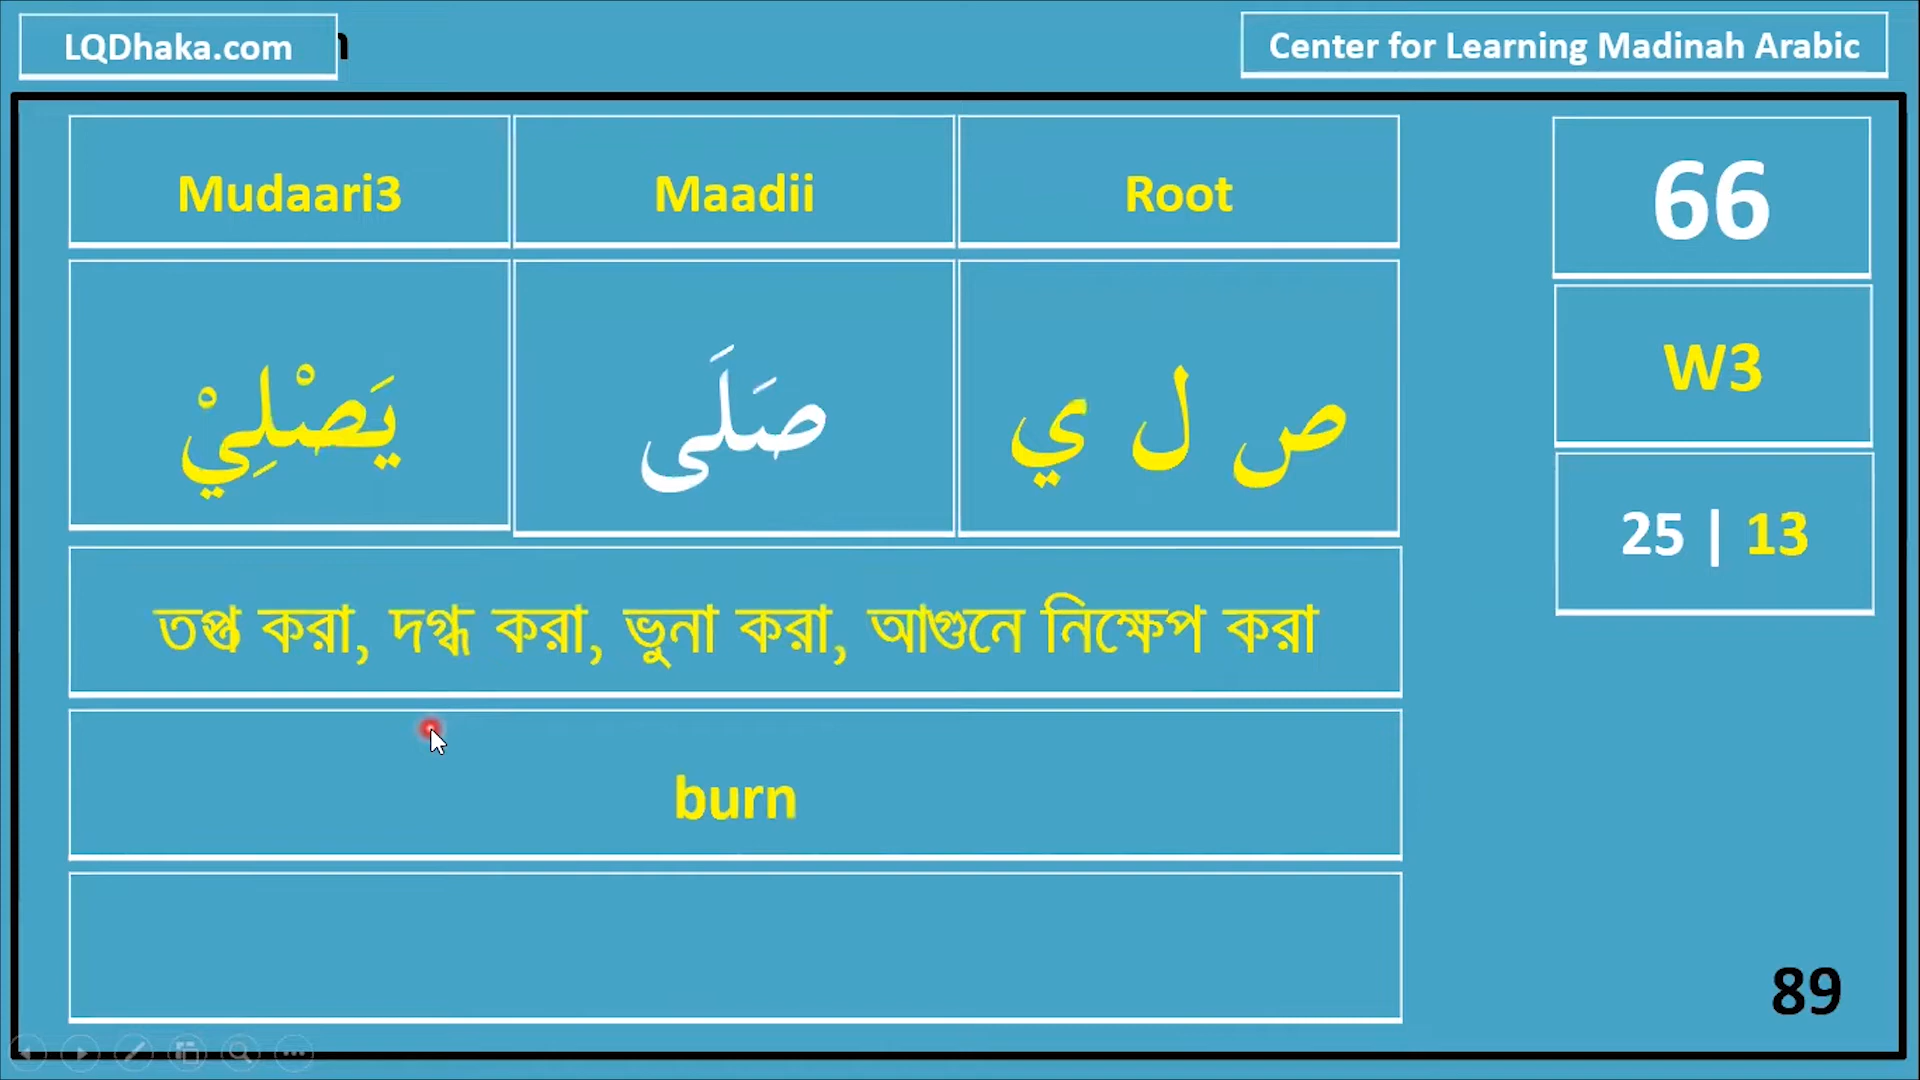 LQDhaka.com
Center for Learning Madinah Arabic
Mudaari3
Maadii
Root
66
يَصْلِيْ
صَلَى
ص ل ي
W3
25 | 13
তপ্ত করা, দগ্ধ করা, ভুনা করা, আগুনে নিক্ষেপ করা
burn
89